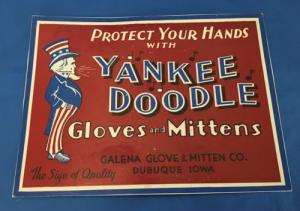 PROTECT YOUR HANDS
WITH
YANKEE
DOODLE
Gloves and Mittens
GALENA GLOVE & MITTEN CO.
DUBUQUE IOWA
The Sign of Quality